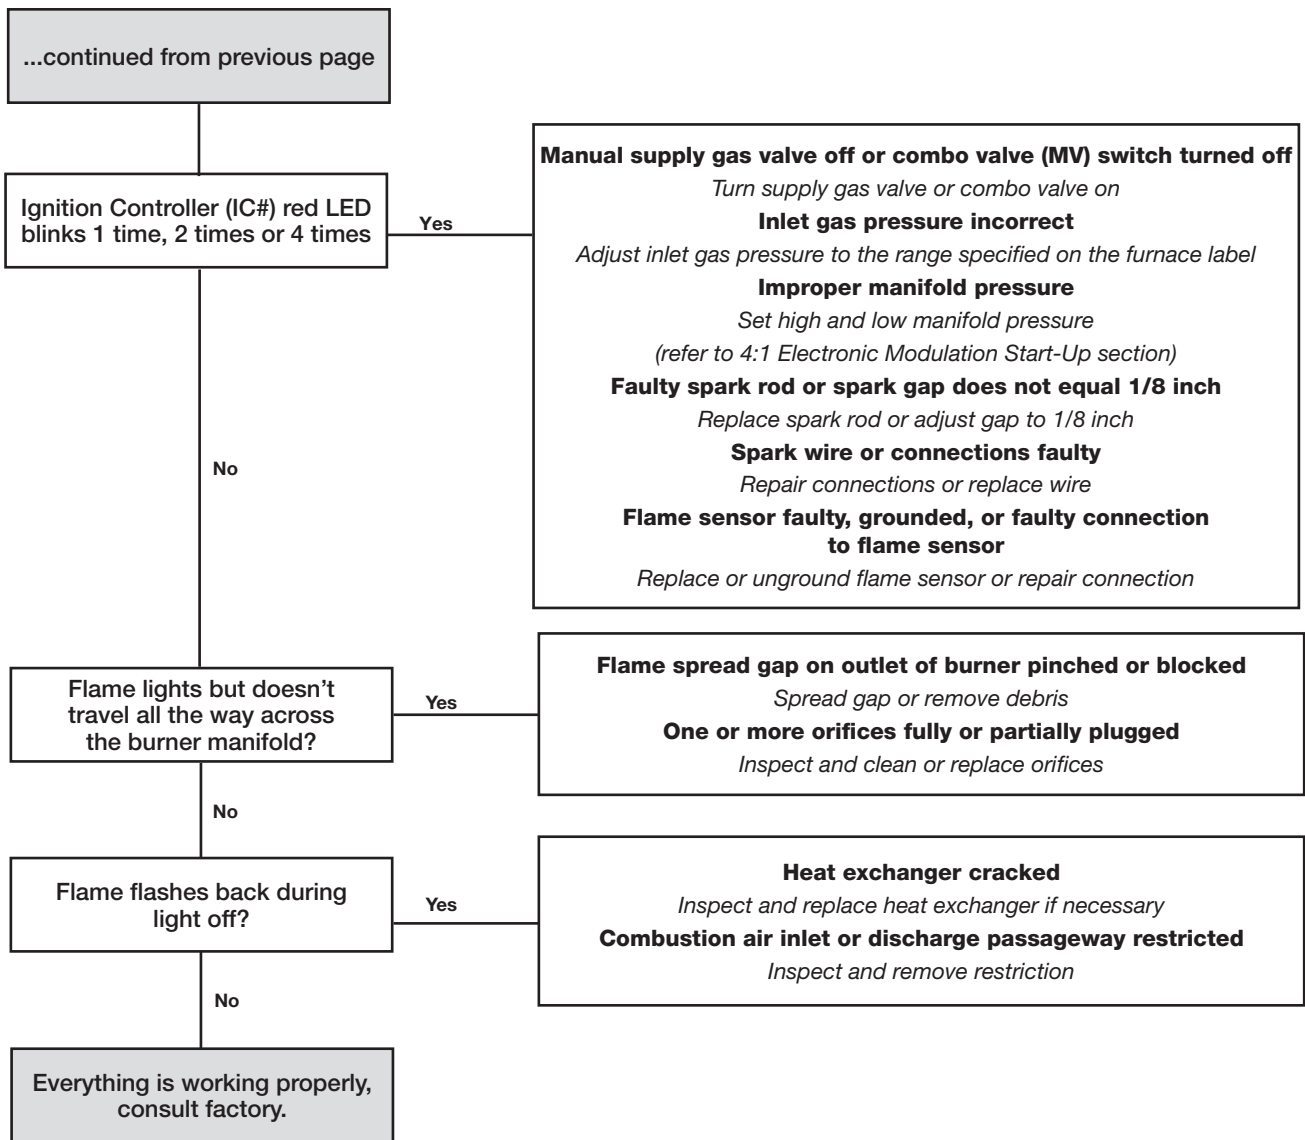 ...continued from previous page
Ignition Controller (IC#) red LED
blinks 1 time, 2 times or 4 times
Yes
Manual supply gas valve off or combo valve (MV) switch turned off
Turn supply gas valve or combo valve on
Inlet gas pressure incorrect
Adjust inlet gas pressure to the range specified on the furnace label
Improper manifold pressure
Set high and low manifold pressure
(refer to 4:1 Electronic Modulation Start-Up section)
Faulty spark rod or spark gap does not equal 1/8 inch
Replace spark rod or adjust gap to 1/8 inch
Spark wire or connections faulty
Repair connections or replace wire
Flame sensor faulty, grounded, or faulty connection
to flame sensor
Replace or unground flame sensor or repair connection
No
Flame lights but doesn't
travel all the way across
the burner manifold?
Yes
Flame spread gap on outlet of burner pinched or blocked
Spread gap or remove debris
One or more orifices fully or partially plugged
Inspect and clean or replace orifices
No
Flame flashes back during
light off?
Yes
Heat exchanger cracked
Inspect and replace heat exchanger if necessary
Combustion air inlet or discharge passageway restricted
Inspect and remove restriction
No
Everything is working properly,
consult factory.